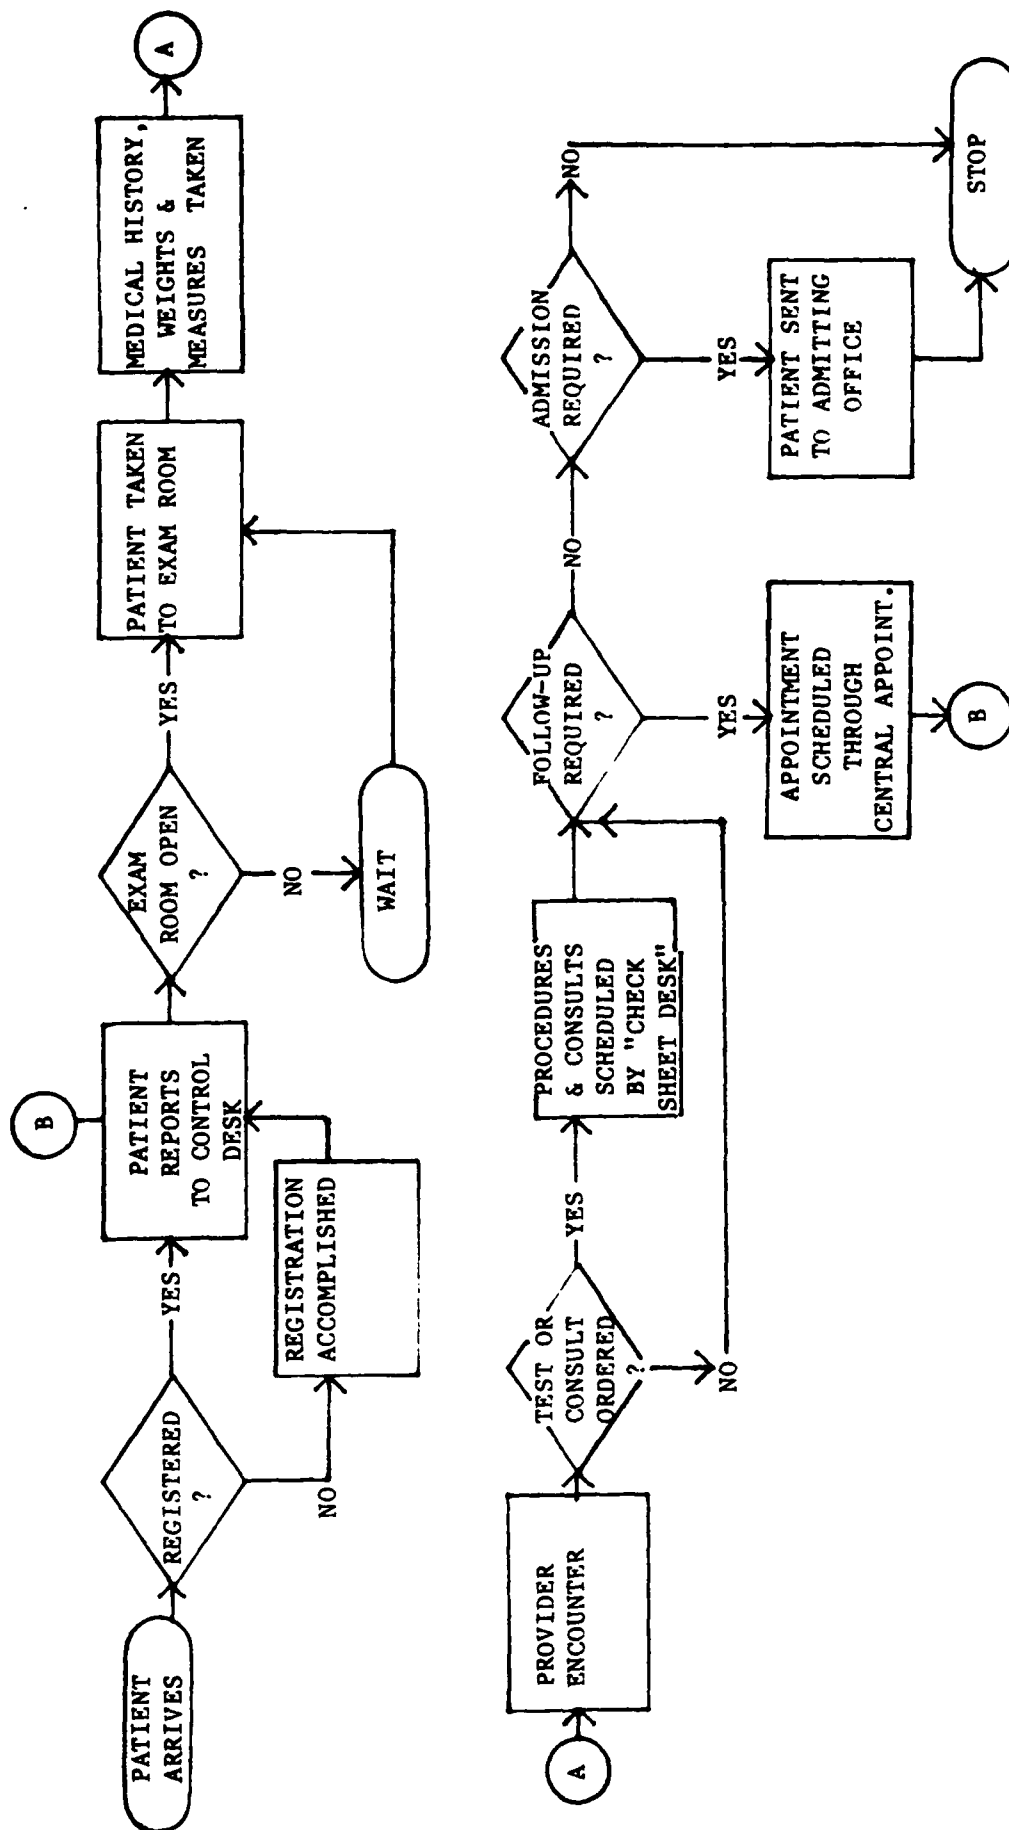 PATIENT
ARRIVES
REGISTERED
?
YES
NO
REGISTRATION
ACCOMPLISHED
B
PATIENT
REPORTS
TO CONTROL
DESK
EXAM
ROOM OPEN
?
YES
NO
WAIT
PATIENT TAKEN
TO EXAM ROOM
MEDICAL HISTORY,
WEIGHTS &
MEASURES TAKEN
A
A
PROVIDER
ENCOUNTER
TEST OR
CONSULT
ORDERED
?
YES
NO
PROCEDURES
& CONSULTS
SCHEDULED
BY "CHECK
SHEET DESK"
FOLLOW-UP
REQUIRED
?
NO
YES
APPOINTMENT
SCHEDULED
THROUGH
CENTRAL APPOINT.
B
ADMISSION
REQUIRED
?
NO
YES
PATIENT SENT
TO ADMITTING
OFFICE
STOP